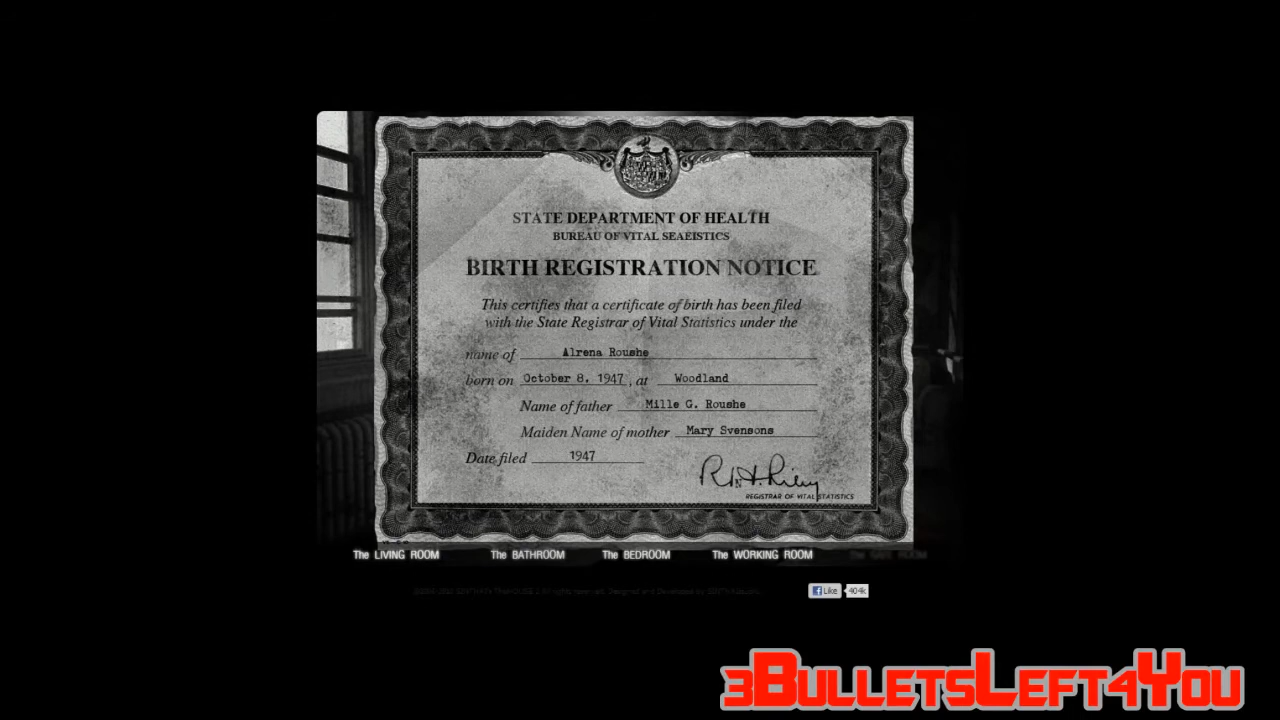 STATE DEPARTMENT OF HEALTH
BUREAU OF VITAL SEAEISTICS
BIRTH REGISTRATION NOTICE
This certifies that a certificate of birth has been filed
with the State Registrar of Vital Statistics under the
name of Alrena Roushe
born on October 8, 1947, at Woodland
Name of father Mille G. Roushe
Maiden Name of mother Mary Svensons
Date filed 1947
REGISTRAR OF VITAL STATISTICS
The LIVING ROOM The BATHROOM The BEDROOM The WORKING ROOM
Like 404k
3BulletsLeft4You